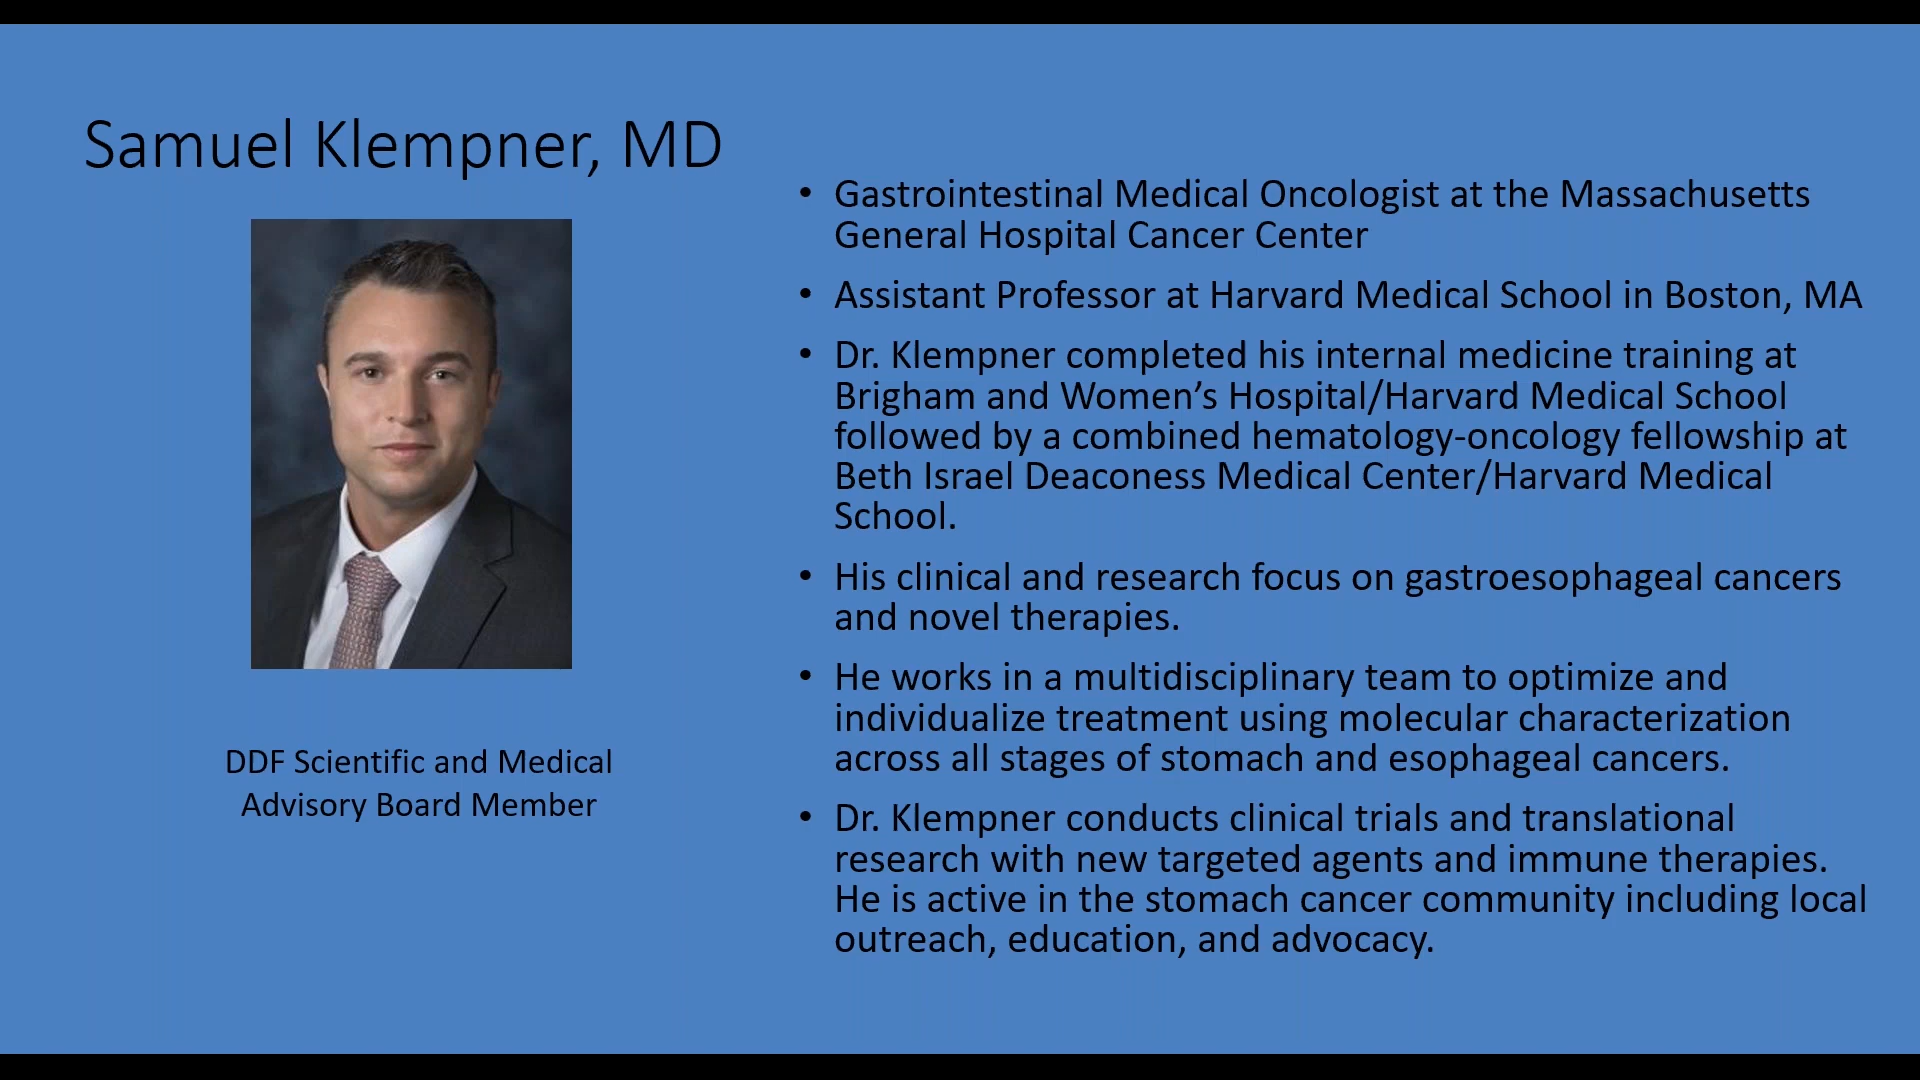 Samuel Klempner, MD
DDF Scientific and Medical
Advisory Board Member
• Gastrointestinal Medical Oncologist at the Massachusetts
General Hospital Cancer Center
• Assistant Professor at Harvard Medical School in Boston, MA
• Dr. Klempner completed his internal medicine training at
Brigham and Women’s Hospital/Harvard Medical School
followed by a combined hematology-oncology fellowship at
Beth Israel Deaconess Medical Center/Harvard Medical
School.
• His clinical and research focus on gastroesophageal cancers
and novel therapies.
• He works in a multidisciplinary team to optimize and
individualize treatment using molecular characterization
across all stages of stomach and esophageal cancers.
• Dr. Klempner conducts clinical trials and translational
research with new targeted agents and immune therapies.
He is active in the stomach cancer community including local
outreach, education, and advocacy.